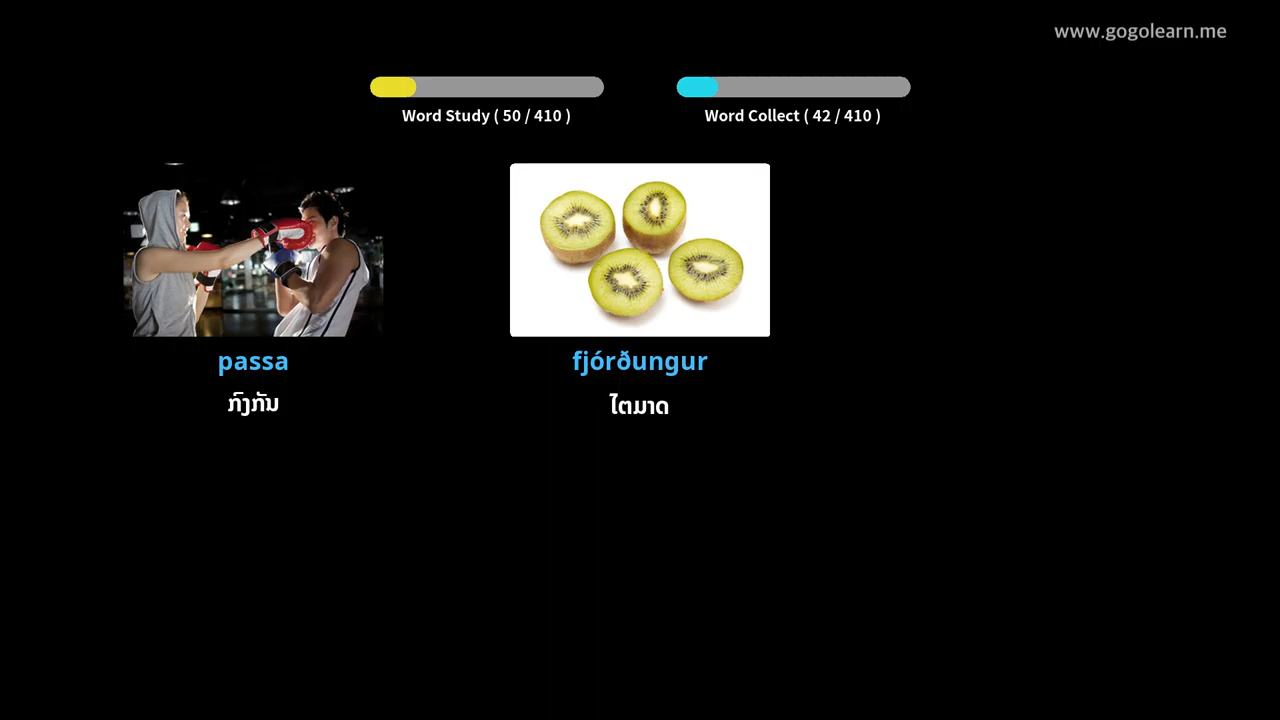 www.gogolearn.me
Word Study ( 50 / 410 )
Word Collect ( 42 / 410 )
passa
fjórðungur
ກົງກັນ
ໄຕມາດ